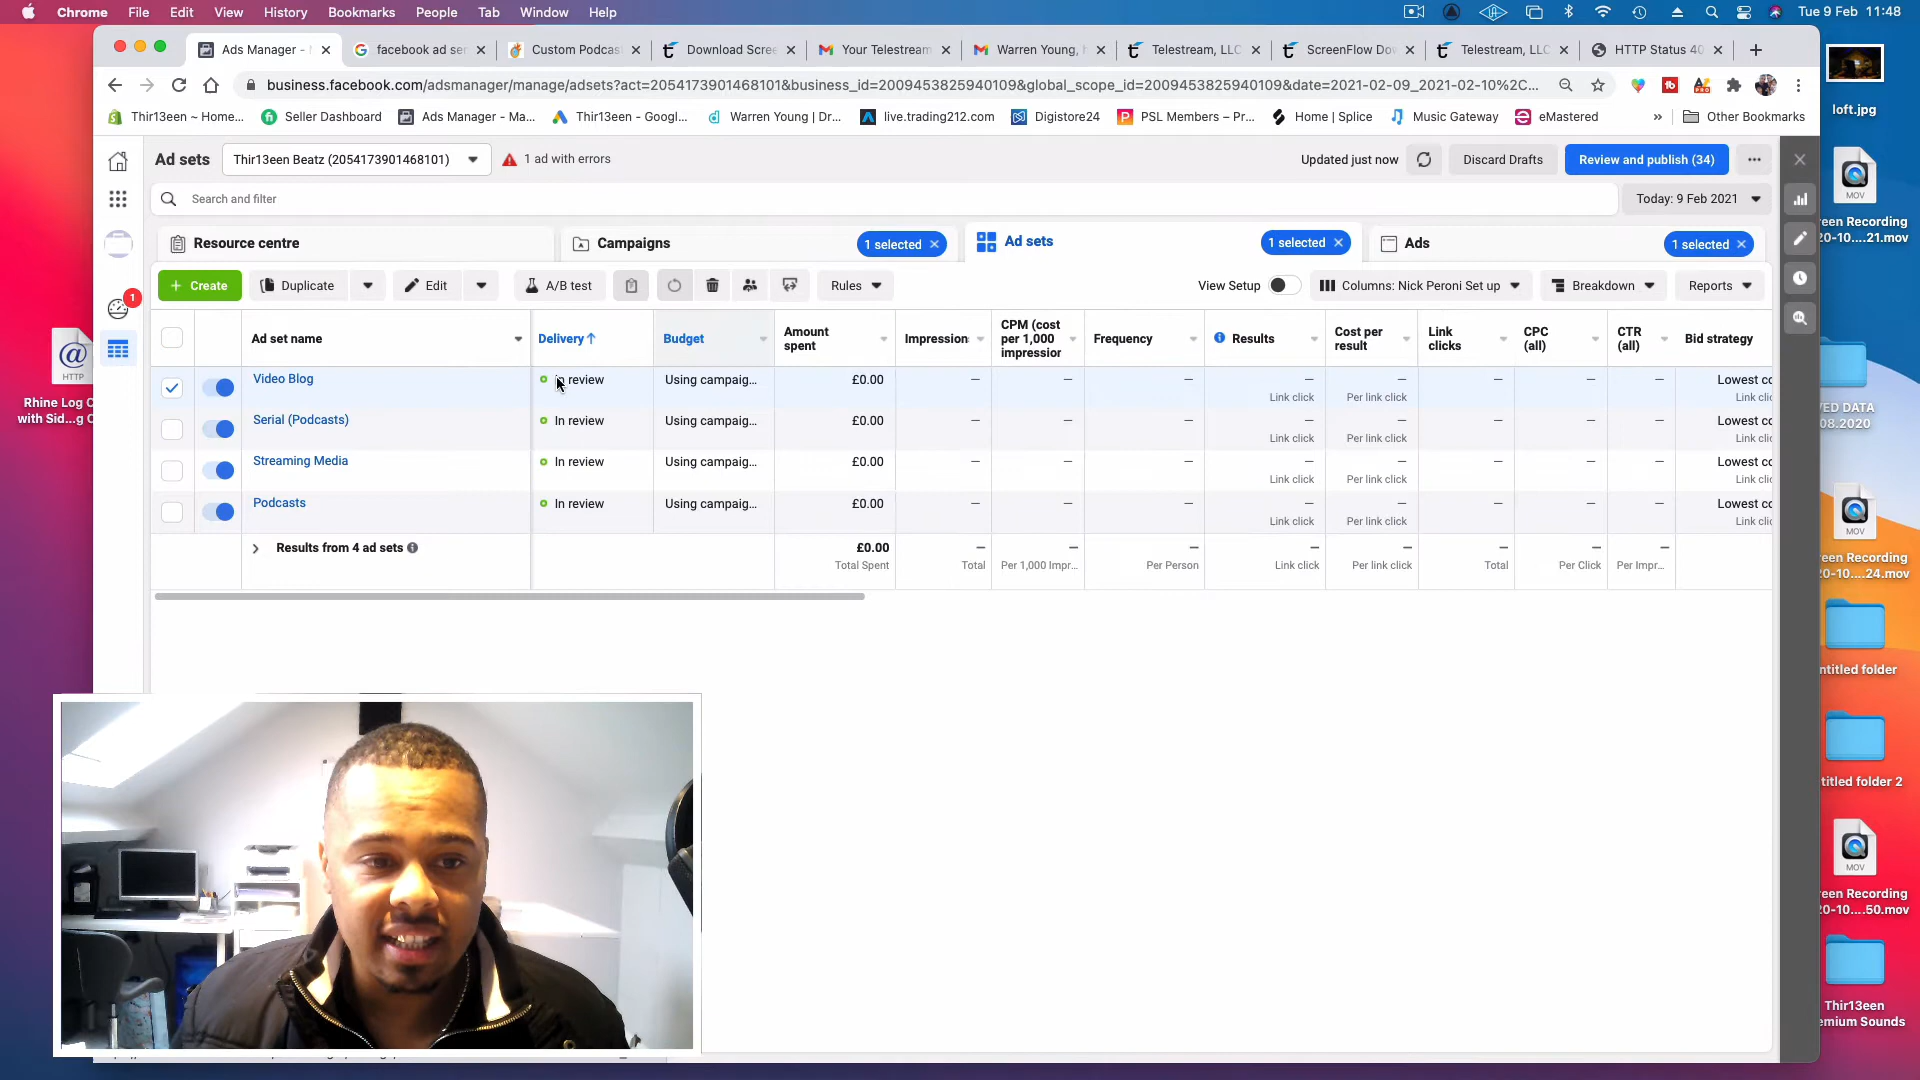 Chrome File Edit View History Bookmarks People Tab Window Help Tue 9 Feb 11:48
Ads Manager - facebook ad ser Custom Podcas Download Scre Your Telestream Warren Young, Telestream, LLC ScreenFlow Do Telestream, LLC HTTP Status 40
business.facebook.com/adsmanager/manage/adsets?act=2054173901468101&business_id=2009453825940109&global_scope_id=2009453825940109&date=2021-02-09_2021-02-10%2C...
Thir13een ~ Home... Seller Dashboard Ads Manager - Ma... Thir13een - Googl... Warren Young | Dr... live.trading212.com Digistore24 PSL Members – Pr... Home | Splice Music Gateway eMastered » Other Bookmarks
Ad sets Thir13een Beatz (2054173901468101) 1 ad with errors Updated just now Discard Drafts Review and publish (34)
Search and filter Today: 9 Feb 2021
Resource centre Campaigns 1 selected Ad sets 1 selected Ads 1 selected
+ Create Duplicate Edit A/B test Rules View Setup Columns: Nick Peroni Set up Breakdown Reports
1
Ad set name Delivery Budget Amount spent Impression CPM (cost per 1,000 impression Frequency Results Cost per result Link clicks CPC (all) CTR (all) Bid strategy
Video Blog In review Using campaig... £0.00 — — — — — — — — Lowest co
Link click Per link click Link clic
Serial (Podcasts) In review Using campaig... £0.00 — — — — — — — — Lowest co
Link click Per link click Link clic
Streaming Media In review Using campaig... £0.00 — — — — — — — — Lowest co
Link click Per link click Link clic
Podcasts In review Using campaig... £0.00 — — — — — — — — Lowest co
Link click Per link click Link clic
Results from 4 ad sets £0.00 — — — — — — — —
Total Spent Total Per 1,000 Impr... Per Person Link click Per link click Total Per Click Per Impr...
HTTP
Rhine Log O
with Sid...g C
loft.jpg
MOV
een Recording
20-10....21.mov
VED DATA
08.2020
MOV
een Recording
20-10....24.mov
ntitled folder
titled folder 2
MOV
een Recording
20-10....50.mov
Thir13een
emium Sounds